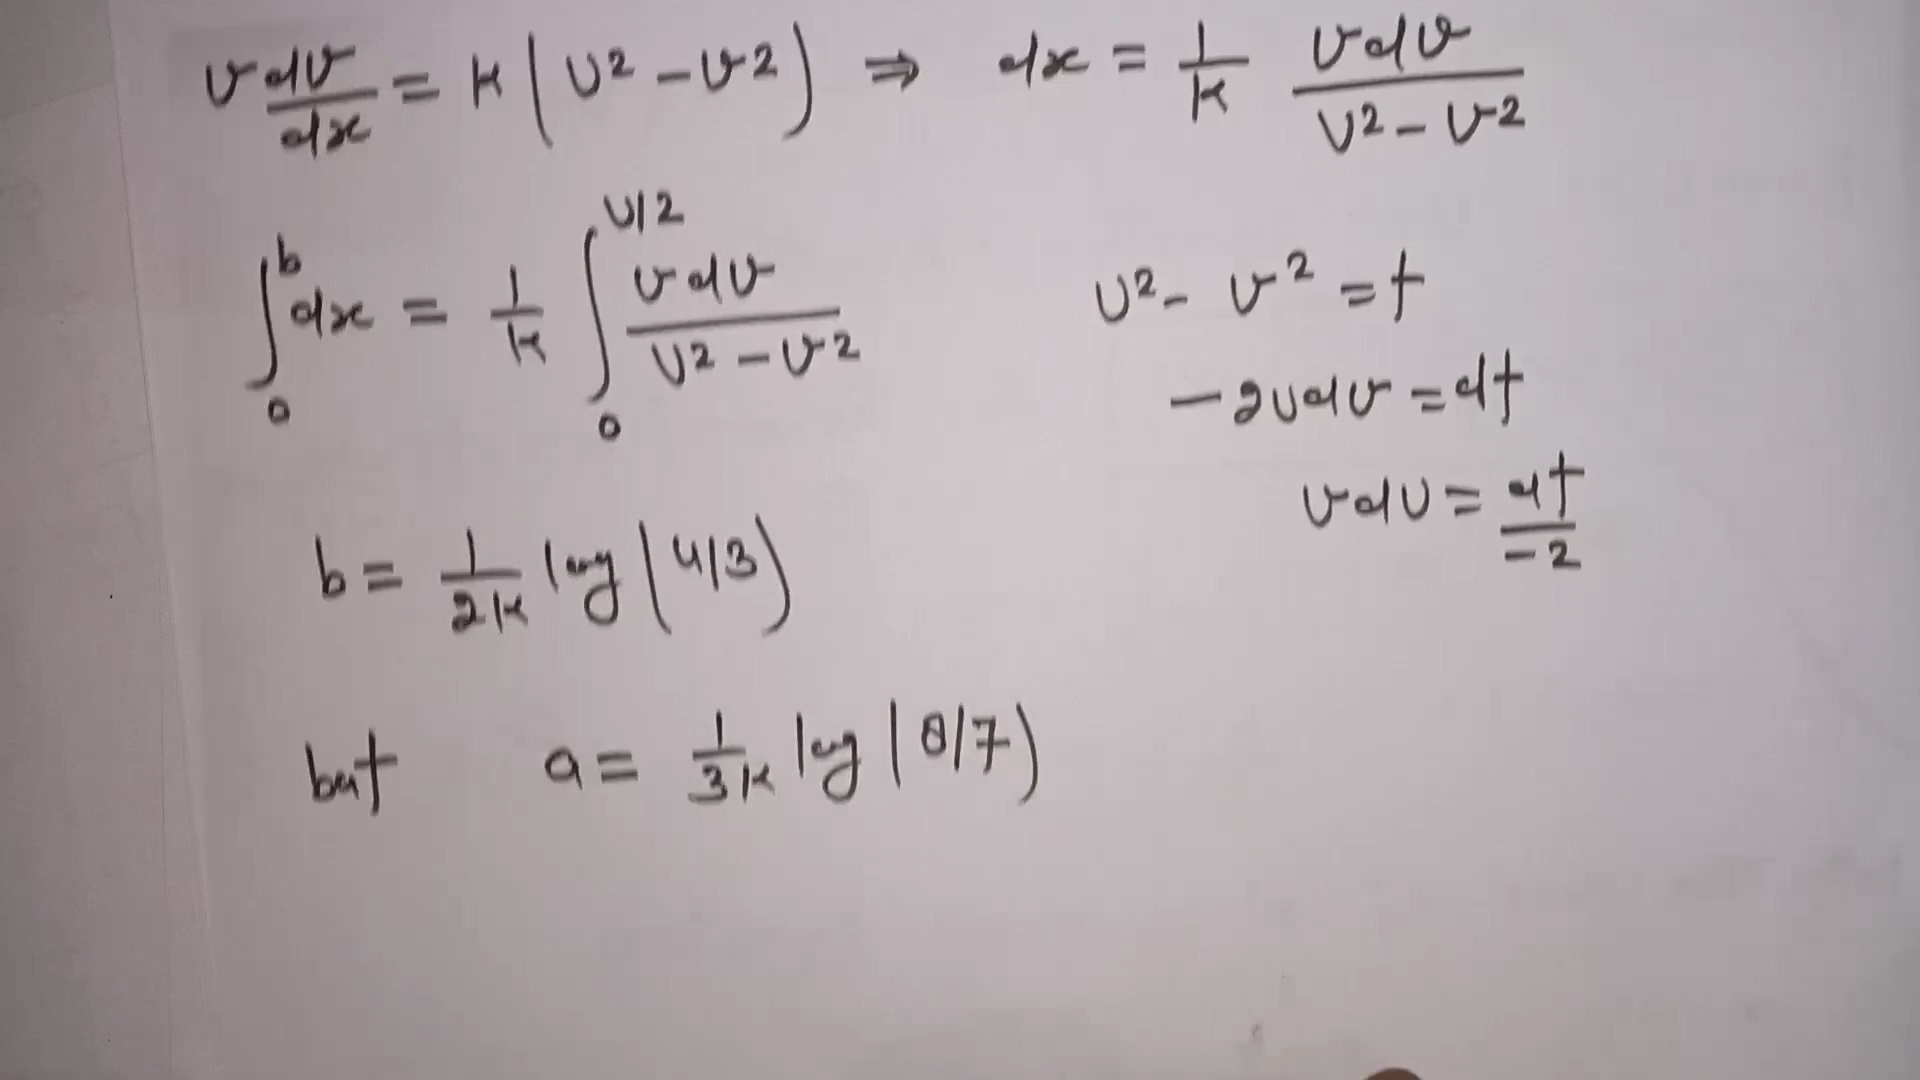 v dv/dx = k(V² - v²) ⇒ dx = 1/k v dv/(V² - v²)
∫₀ᵇ dx = 1/k ∫₀^(V/2) v dv/(V² - v²)
V² - v² = t
-2v dv = dt
v dv = dt/-2
b = 1/2k log(4/3)
but a = 1/3k log(8/7)